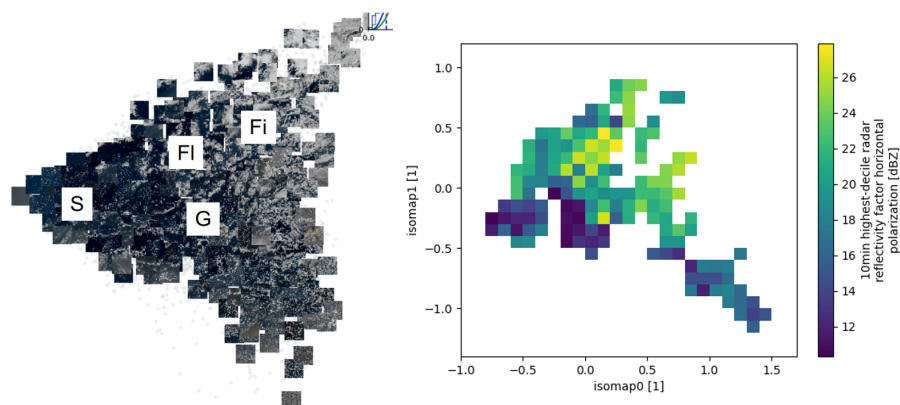 0.0
Fi
Fl
S
G
1.0
0.5
0.0
−0.5
−1.0
isomap1 [1]
−1.0
−0.5
0.0
0.5
1.0
1.5
isomap0 [1]
26
24
22
20
18
16
14
12
10min highest-decile radar
reflectivity factor horizontal
polarization [dBZ]